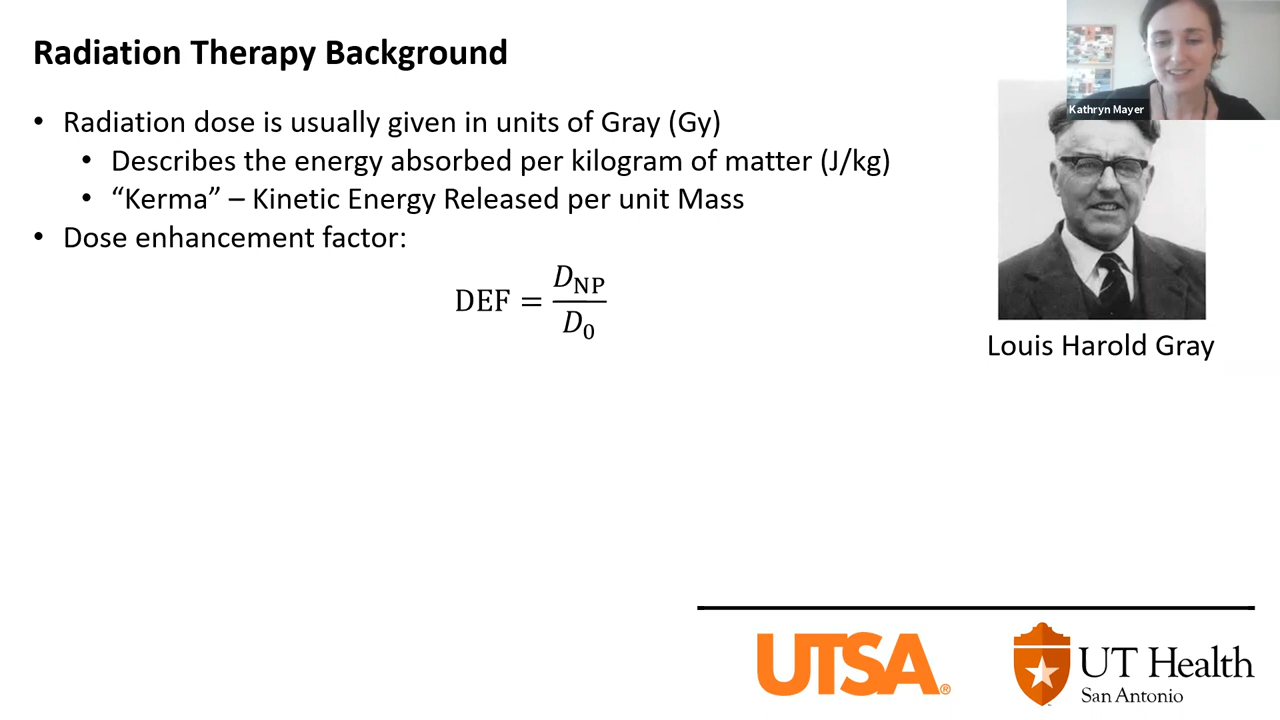 Radiation Therapy Background
Kathryn Mayer
• Radiation dose is usually given in units of Gray (Gy)
• Describes the energy absorbed per kilogram of matter (J/kg)
• “Kerma” – Kinetic Energy Released per unit Mass
• Dose enhancement factor:
DEF = D_NP / D_0
Louis Harold Gray
UTSA®
UT Health
San Antonio